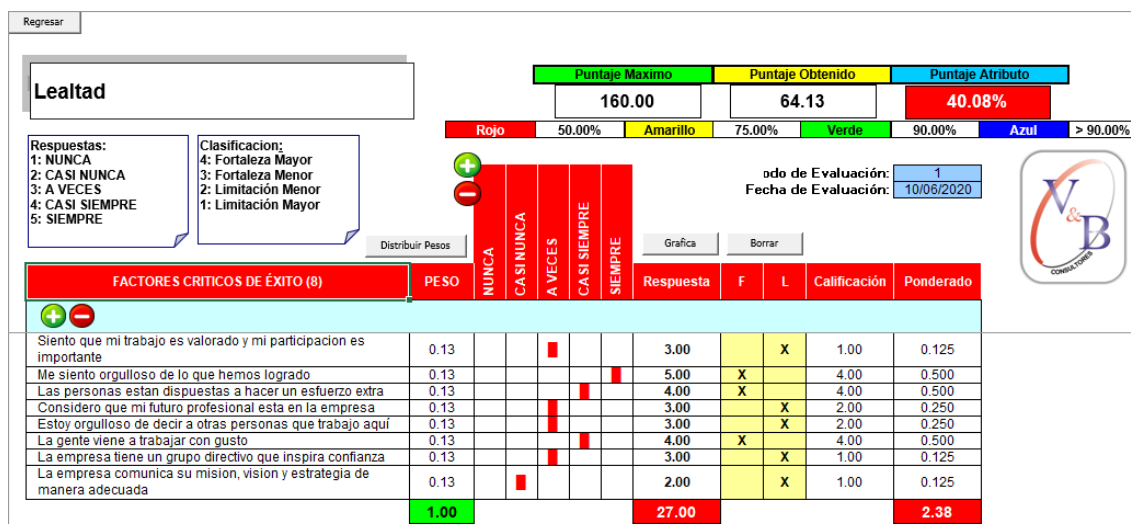 Regresar
Lealtad
Puntaje Maximo Puntaje Obtenido Puntaje Atributo
160.00 64.13 40.08%
Rojo 50.00% Amarillo 75.00% Verde 90.00% Azul > 90.00%
Respuestas:
1: NUNCA
2: CASI NUNCA
3: A VECES
4: CASI SIEMPRE
5: SIEMPRE
Clasificacion:
4: Fortaleza Mayor
3: Fortaleza Menor
2: Limitación Menor
1: Limitación Mayor
odo de Evaluación: 1
Fecha de Evaluación: 10/06/2020
V&B
CONSULTORES
Distribuir Pesos
Grafica
Borrar
FACTORES CRITICOS DE ÉXITO (8) PESO NUNCA CASI NUNCA A VECES CASI SIEMPRE SIEMPRE Respuesta F L Calificación Ponderado
Siento que mi trabajo es valorado y mi participacion es
importante 0.13 3.00 X 1.00 0.125
Me siento orgulloso de lo que hemos logrado 0.13 5.00 X 4.00 0.500
Las personas estan dispuestas a hacer un esfuerzo extra 0.13 4.00 X 4.00 0.500
Considero que mi futuro profesional esta en la empresa 0.13 3.00 X 2.00 0.250
Estoy orgulloso de decir a otras personas que trabajo aquí 0.13 3.00 X 2.00 0.250
La gente viene a trabajar con gusto 0.13 4.00 X 4.00 0.500
La empresa tiene un grupo directivo que inspira confianza 0.13 3.00 X 1.00 0.125
La empresa comunica su mision, vision y estrategia de
manera adecuada 0.13 2.00 X 1.00 0.125
1.00 27.00 2.38